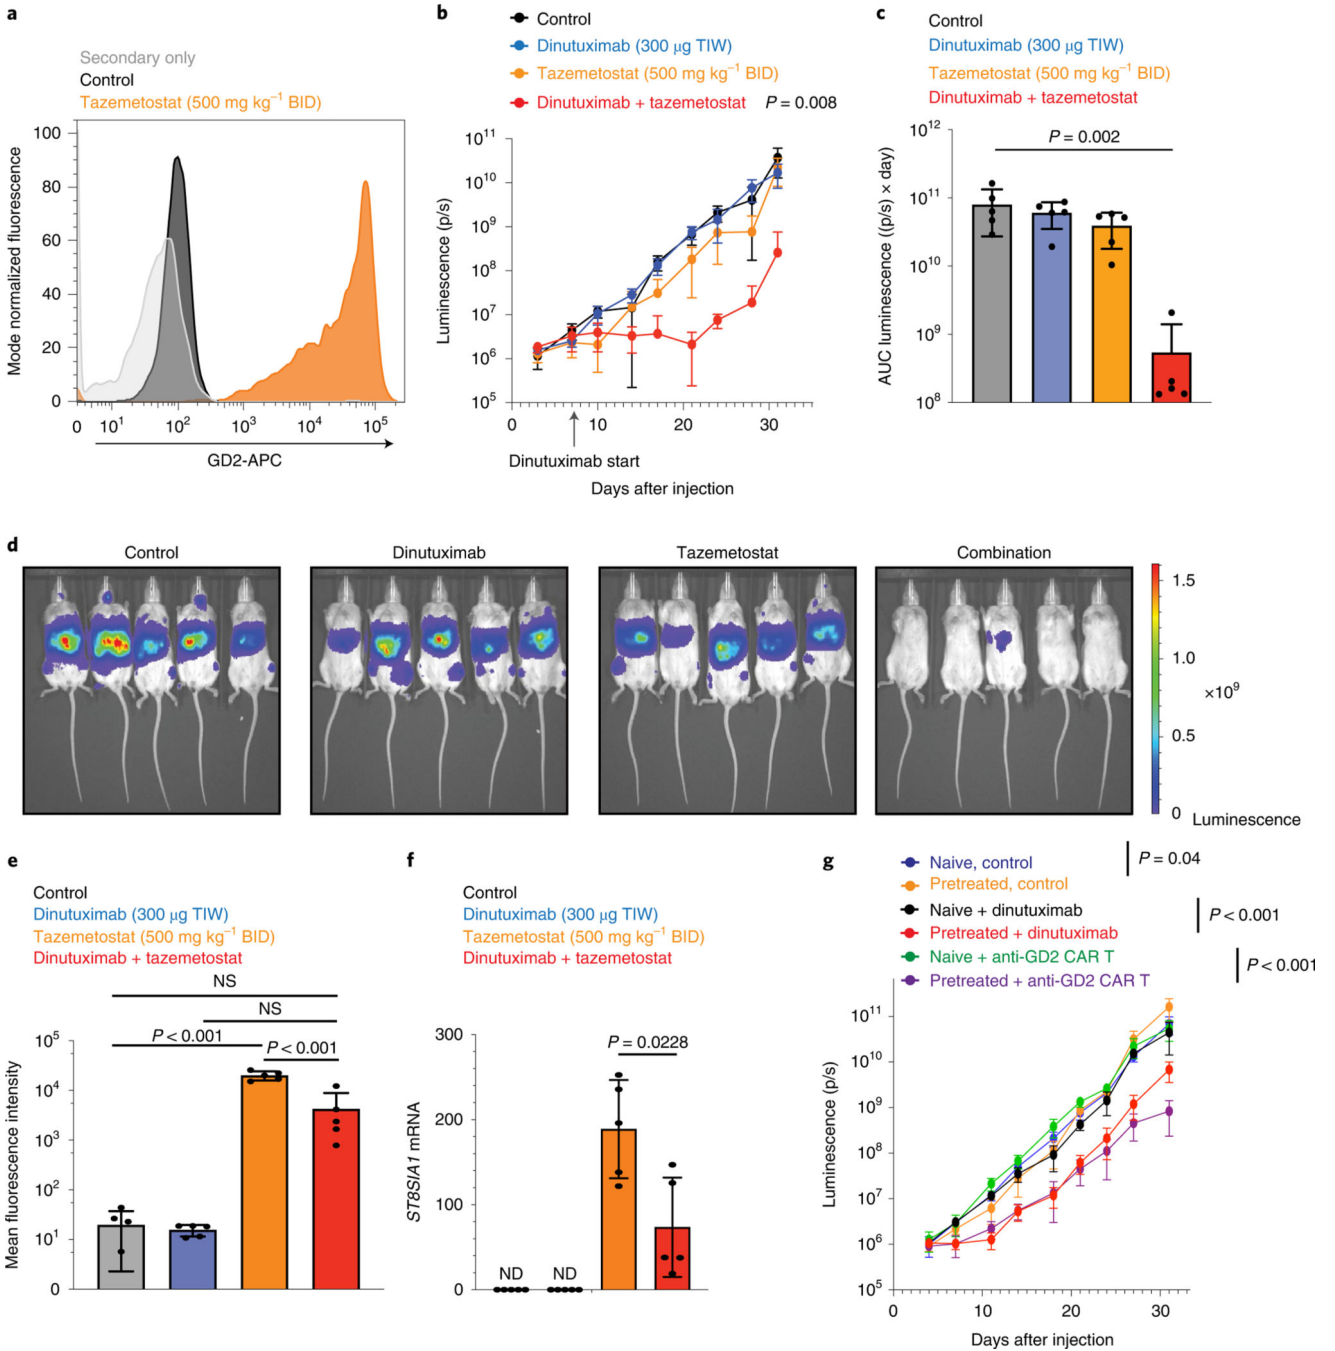 a
Secondary only
Control
Tazemetostat (500 mg kg⁻¹ BID)
Mode normalized fluorescence
100
80
60
40
20
0
0 10¹ 10² 10³ 10⁴ 10⁵
GD2-APC
b
Control
Dinutuximab (300 µg TIW)
Tazemetostat (500 mg kg⁻¹ BID)
Dinutuximab + tazemetostat P = 0.008
Luminescence (p/s)
10¹¹
10¹⁰
10⁹
10⁸
10⁷
10⁶
10⁵
0 10 20 30
Dinutuximab start
Days after injection
c
Control
Dinutuximab (300 µg TIW)
Tazemetostat (500 mg kg⁻¹ BID)
Dinutuximab + tazemetostat
AUC luminescence ((p/s) × day)
10¹²
10¹¹
10¹⁰
10⁹
10⁸
P = 0.002
d
Control
Dinutuximab
Tazemetostat
Combination
1.5
1.0
×10⁹
0.5
0
Luminescence
e
Control
Dinutuximab (300 µg TIW)
Tazemetostat (500 mg kg⁻¹ BID)
Dinutuximab + tazemetostat
NS
NS
P < 0.001
P < 0.001
Mean fluorescence intensity
10⁵
10⁴
10³
10²
10¹
0
f
Control
Dinutuximab (300 µg TIW)
Tazemetostat (500 mg kg⁻¹ BID)
Dinutuximab + tazemetostat
ST8SIA1 mRNA
300
200
100
0
P = 0.0228
ND ND
g
Naive, control
Pretreated, control
P = 0.04
Naive + dinutuximab
Pretreated + dinutuximab
P < 0.001
Naive + anti-GD2 CAR T
Pretreated + anti-GD2 CAR T
P < 0.001
Luminescence (p/s)
10¹¹
10¹⁰
10⁹
10⁸
10⁷
10⁶
10⁵
0 10 20 30
Days after injection